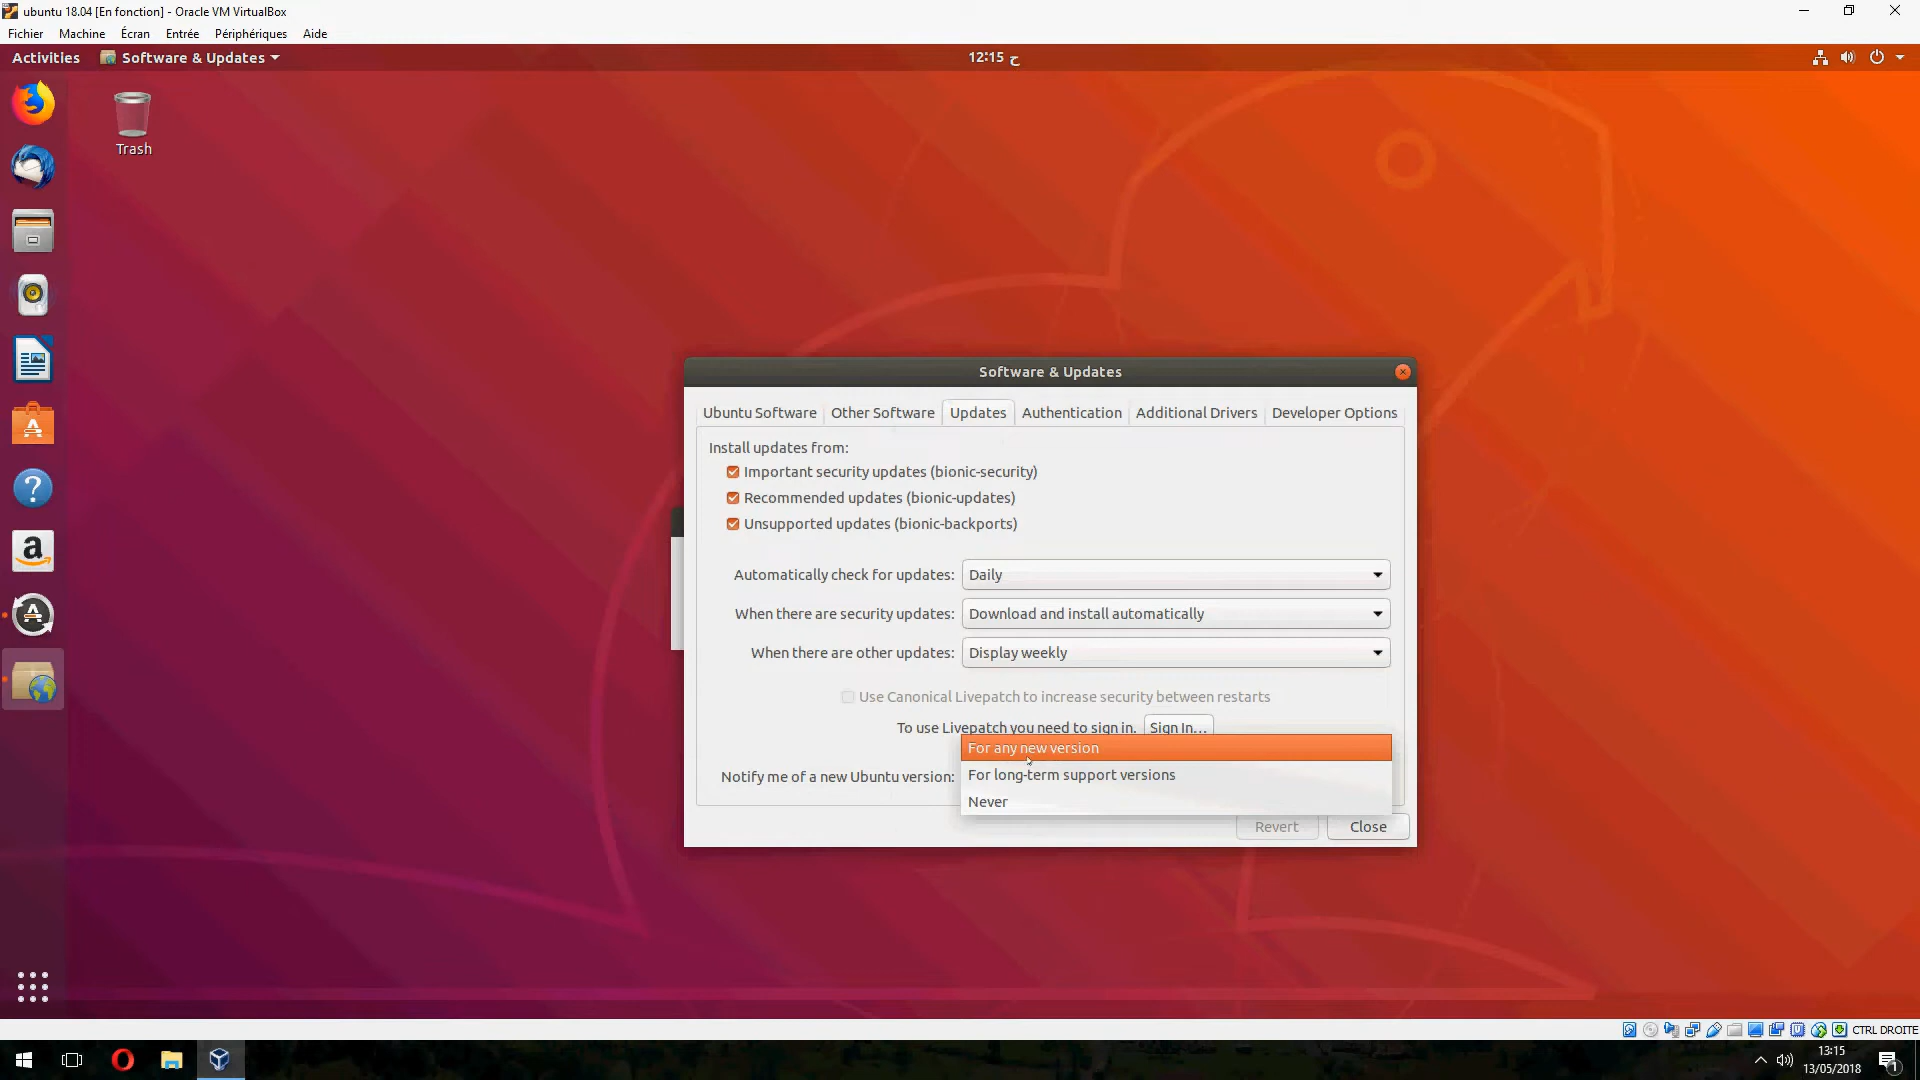 ubuntu 18.04 [En fonction] - Oracle VM VirtualBox
Fichier Machine Écran Entrée Périphériques Aide
Activities Software & Updates 12:15 ح
Trash
Software & Updates
Ubuntu Software Other Software Updates Authentication Additional Drivers Developer Options
Install updates from:
Important security updates (bionic-security)
Recommended updates (bionic-updates)
Unsupported updates (bionic-backports)
Automatically check for updates: Daily
When there are security updates: Download and install automatically
When there are other updates: Display weekly
Use Canonical Livepatch to increase security between restarts
To use Livepatch you need to sign in. Sign In...
For any new version
Notify me of a new Ubuntu version: For long-term support versions
Never
Revert Close
CTRL DROITE
13:15
13/05/2018
1